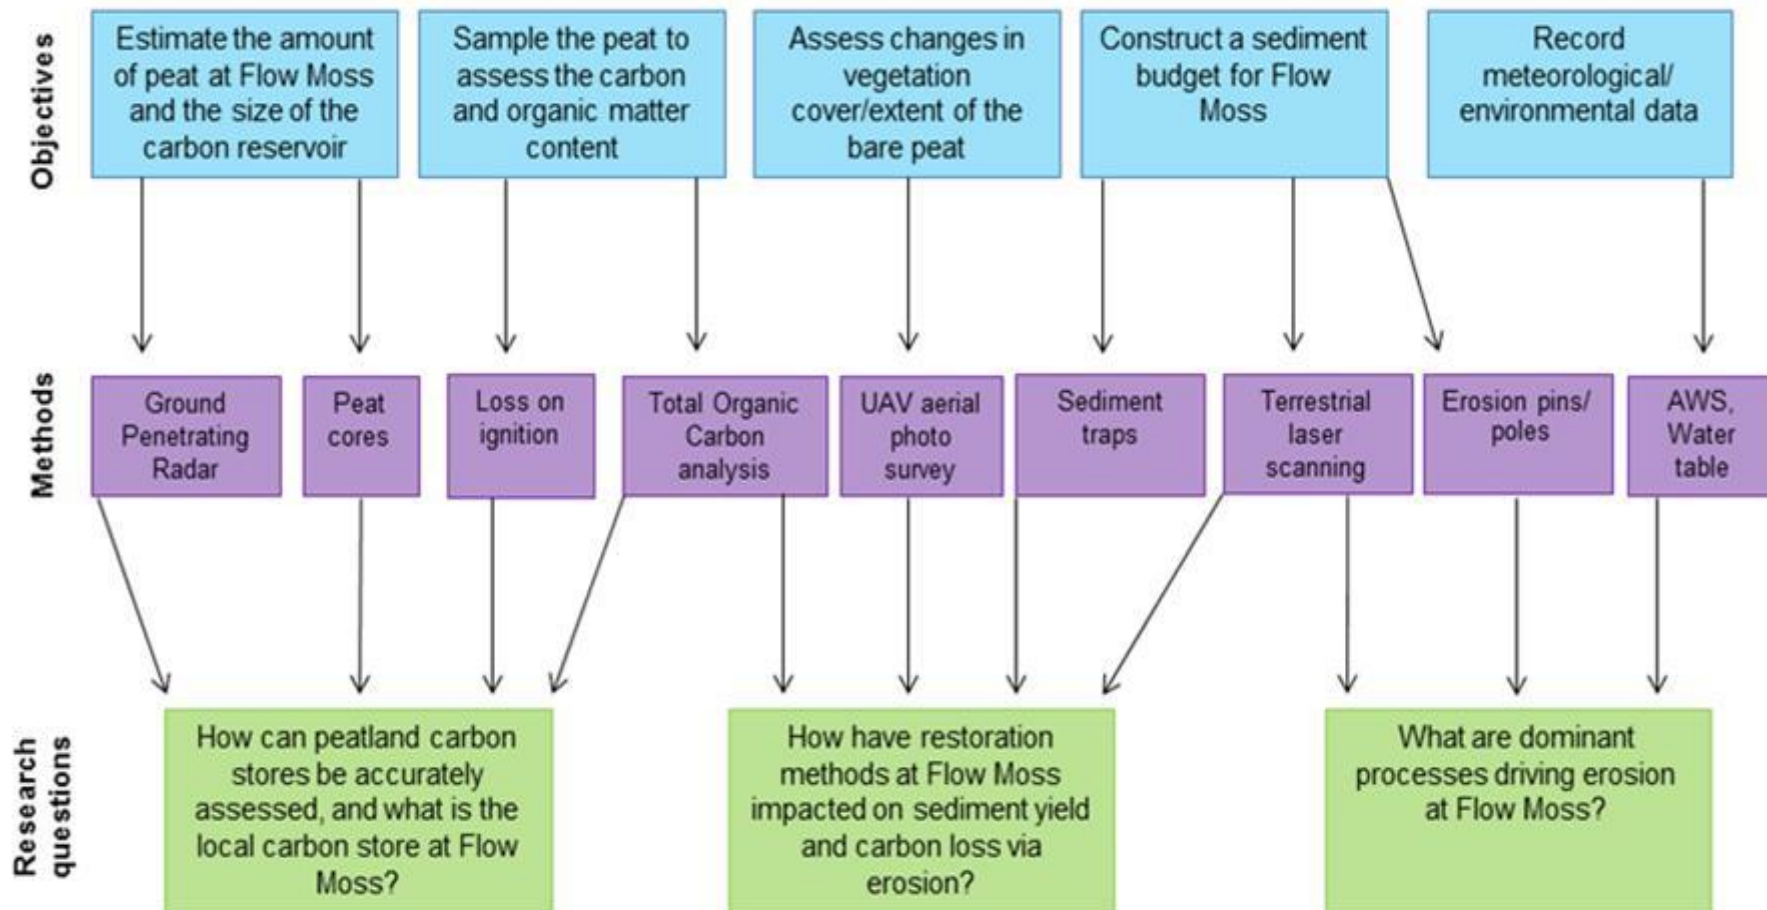 Objectives
Estimate the amount
of peat at Flow Moss
and the size of the
carbon reservoir
Sample the peat to
assess the carbon
and organic matter
content
Assess changes in
vegetation
cover/extent of the
bare peat
Construct a sediment
budget for Flow
Moss
Record
meteorological/
environmental data
Methods
Ground
Penetrating
Radar
Peat
cores
Loss on
ignition
Total Organic
Carbon
analysis
UAV aerial
photo
survey
Sediment
traps
Terrestrial
laser
scanning
Erosion pins/
poles
AWS,
Water
table
Research
questions
How can peatland carbon
stores be accurately
assessed, and what is the
local carbon store at Flow
Moss?
How have restoration
methods at Flow Moss
impacted on sediment yield
and carbon loss via
erosion?
What are dominant
processes driving erosion
at Flow Moss?